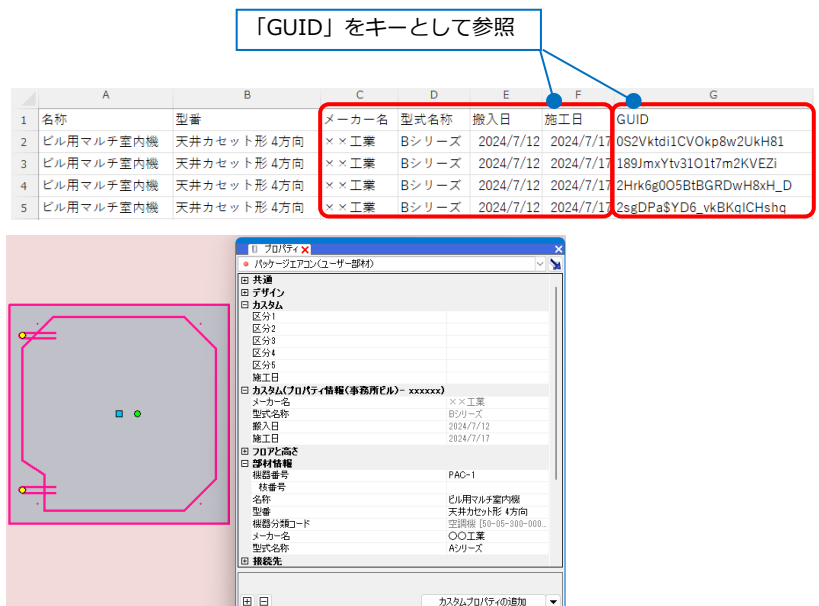 「GUID」をキーとして参照
A B C D E F G
1 名称 型番 メーカー名 型式名称 搬入日 施工日 GUID
2 ビル用マルチ室内機 天井カセット形 4方向 ××工業 Bシリーズ 2024/7/12 2024/7/17 0S2Vktdi1CVOkp8w2UkH81
3 ビル用マルチ室内機 天井カセット形 4方向 ××工業 Bシリーズ 2024/7/12 2024/7/17 189JmxYtv31O1t7m2KVEZi
4 ビル用マルチ室内機 天井カセット形 4方向 ××工業 Bシリーズ 2024/7/12 2024/7/17 2Hrk6g0O5BtBGRDwH8xH_D
5 ビル用マルチ室内機 天井カセット形 4方向 ××工業 Bシリーズ 2024/7/12 2024/7/17 2sgDPa$YD6_vkBKqICHshq
プロパティ
パッケージエアコン(ユーザー部材)
共通
デザイン
カスタム
区分1
区分2
区分3
区分4
区分5
施工日
カスタム(プロパティ情報(事務所ビル)- xxxxxx)
メーカー名 ××工業
型式名称 Bシリーズ
搬入日 2024/7/12
施工日 2024/7/17
フロアと高さ
部材情報
機器番号 PAC-1
枝番号
名称 ビル用マルチ室内機
型番 天井カセット形 4方向
機器分類コード 空調機 [50-05-300-000...
メーカー名 〇〇工業
型式名称 Aシリーズ
接続先
カスタムプロパティの追加